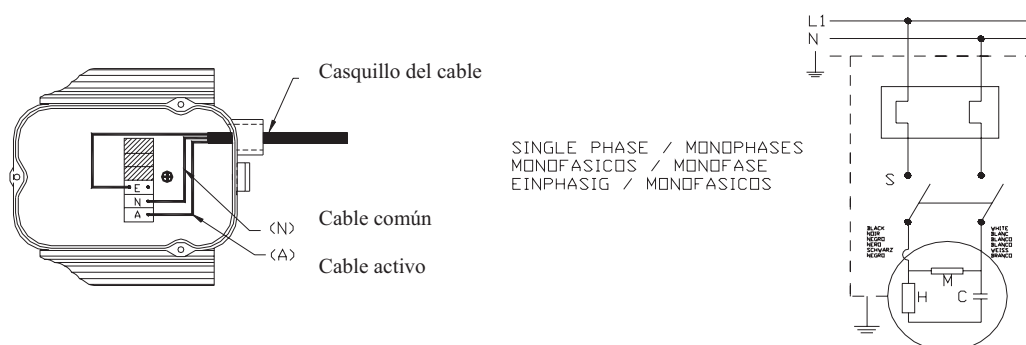 Casquillo del cable
E
N
A
(N)
Cable común
(A)
Cable activo
SINGLE PHASE / MONOPHASES
MONOFASICOS / MONOFASE
EINPHASIG / MONOFASICOS
L1
N
S
BLACK
NOIR
NEGRO
NERO
SCHWARZ
NEGRO
WHITE
BLANC
BLANCO
BLANCO
WEISS
BRANCO
M
H
C